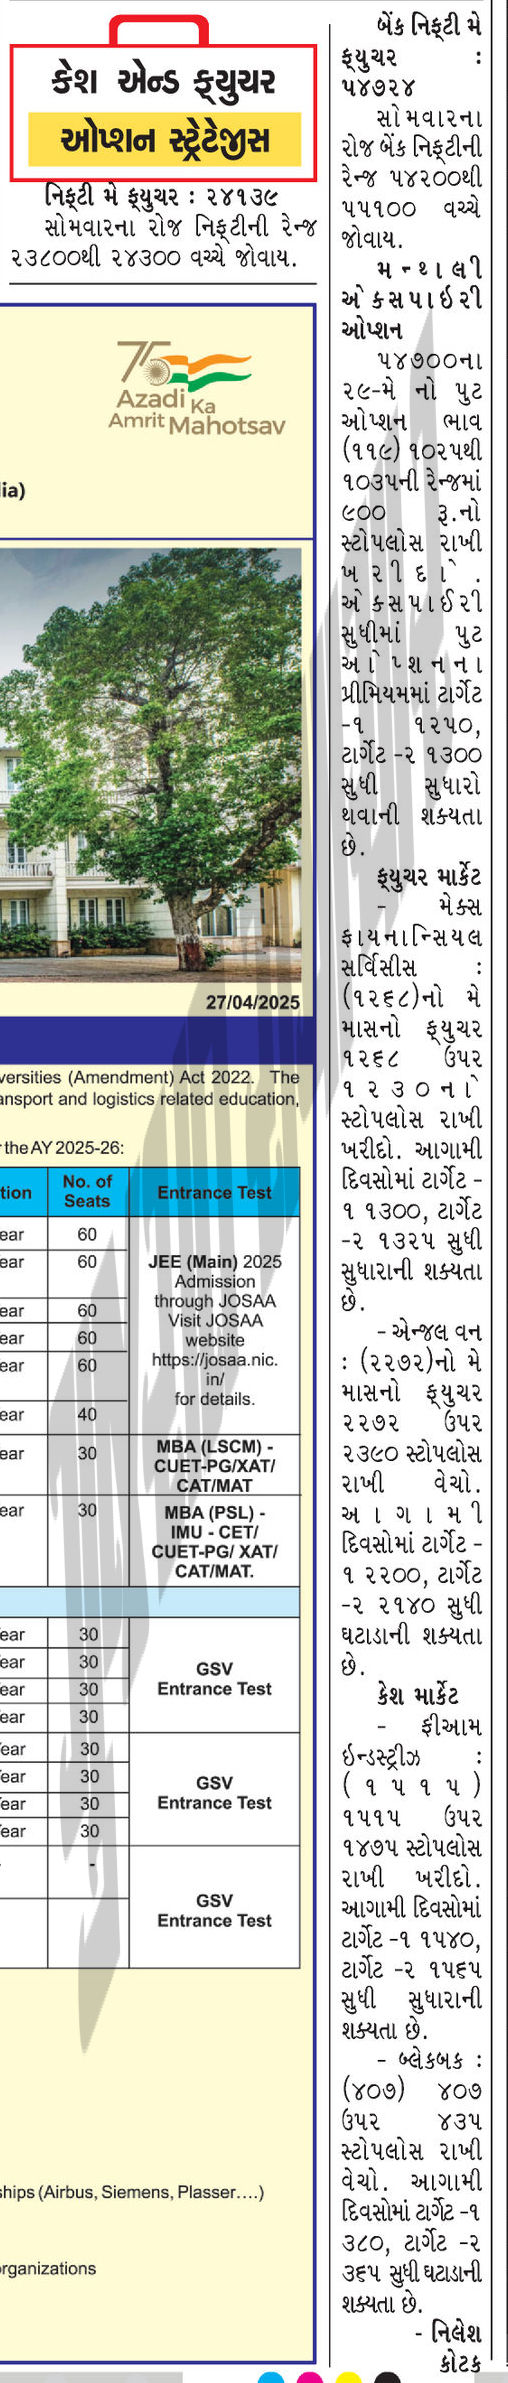 કેશ એન્ડ ફ્યુચર
ઓપ્શન સ્ટ્રેટેજીસ
નિફ્ટી મે ફ્યુચર : ૨૪૧૩૯
સોમવારના રોજ નિફ્ટીની રેન્જ
૨૩૮૦૦થી ૨૪૩૦૦ વચ્ચે જોવાય.
બેંક નિફ્ટી મે
ફ્યુચર :
૫૪૭૨૪
સોમવારના
રોજ બેંક નિફ્ટીની
રેન્જ ૫૪૨૦૦થી
૫૫૧૦૦ વચ્ચે
જોવાય.
મન્થલી
એક્સપાઇરી
ઓપ્શન
૫૪૭૦૦ના
૨૯-મે નો પુટ
ઓપ્શન ભાવ
(૧૧૯) ૧૦૨૫થી
૧૦૩૫ની રેન્જમાં
૯૦૦ રૂ.નો
સ્ટોપલોસ રાખી
ખરીદો.
એક્સપાઈરી
સુધીમાં પુટ
ઓપ્શનના
પ્રીમિયમમાં ટાર્ગેટ
-૧ ૧૨૫૦,
ટાર્ગેટ -૨ ૧૩૦૦
સુધી સુધારો
થવાની શક્યતા
છે.
ફ્યુચર માર્કેટ
- મેક્સ
ફાયનાન્સિયલ
સર્વિસીસ :
(૧૨૬૮)નો મે
માસનો ફ્યુચર
૧૨૬૮ ઉપર
૧૨૩૦નો
સ્ટોપલોસ રાખી
ખરીદો. આગામી
દિવસોમાં ટાર્ગેટ -
૧ ૧૩૦૦, ટાર્ગેટ
-૨ ૧૩૨૫ સુધી
સુધારાની શક્યતા
છે.
- એન્જલ વન
: (૨૨૭૨)નો મે
માસનો ફ્યુચર
૨૨૭૨ ઉપર
૨૩૯૦ સ્ટોપલોસ
રાખી વેચો.
આગામી
દિવસોમાં ટાર્ગેટ -
૧ ૨૨૦૦, ટાર્ગેટ
-૨ ૨૧૪૦ સુધી
ઘટાડાની શક્યતા
છે.
કેશ માર્કેટ
- ફીઆમ
ઇન્ડસ્ટ્રીઝ :
(૧૫૧૫)
૧૫૧૫ ઉપર
૧૪૭૫ સ્ટોપલોસ
રાખી ખરીદો.
આગામી દિવસોમાં
ટાર્ગેટ -૧ ૧૫૪૦,
ટાર્ગેટ -૨ ૧૫૬૫
સુધી સુધારાની
શક્યતા છે.
- બ્લેકબક :
(૪૦૭) ૪૦૭
ઉપર ૪૩૫
સ્ટોપલોસ રાખી
વેચો. આગામી
દિવસોમાં ટાર્ગેટ -૧
૩૮૦, ટાર્ગેટ -૨
૩૬૫ સુધી ઘટાડાની
શક્યતા છે.
- નિલેશ
કોટક
75
Azadi Ka
Amrit Mahotsav
lia)
27/04/2025
versities (Amendment) Act 2022. The
ansport and logistics related education,
the AY 2025-26:
tion No. of Seats Entrance Test
ear 60
ear 60
ear 60
ear 60
ear 60
ear 40
JEE (Main) 2025
Admission
through JOSAA
Visit JOSAA
website
https://josaa.nic.
in/
for details.
ear 30 MBA (LSCM) -
CUET-PG/XAT/
CAT/MAT
ear 30 MBA (PSL) -
IMU - CET/
CUET-PG/ XAT/
CAT/MAT.
ear 30
ear 30
ear 30
ear 30
GSV
Entrance Test
ear 30
ear 30
ear 30
ear 30
GSV
Entrance Test
- -
GSV
Entrance Test
ships (Airbus, Siemens, Plasser....)
organizations